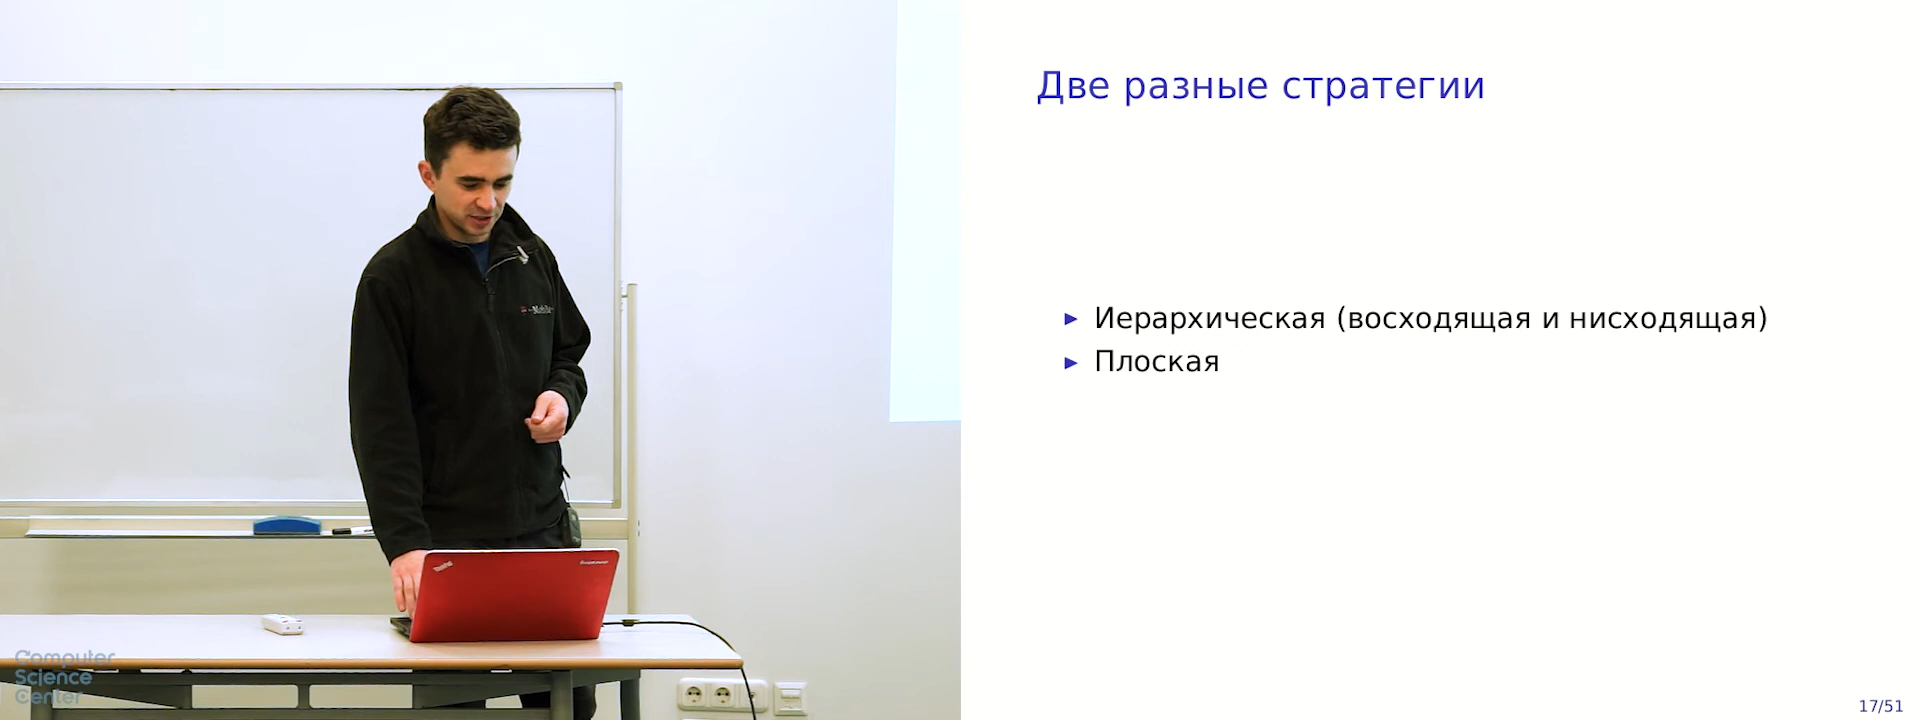 Две разные стратегии
▸ Иерархическая (восходящая и нисходящая)
▸ Плоская
17/51
Computer
Science
Center